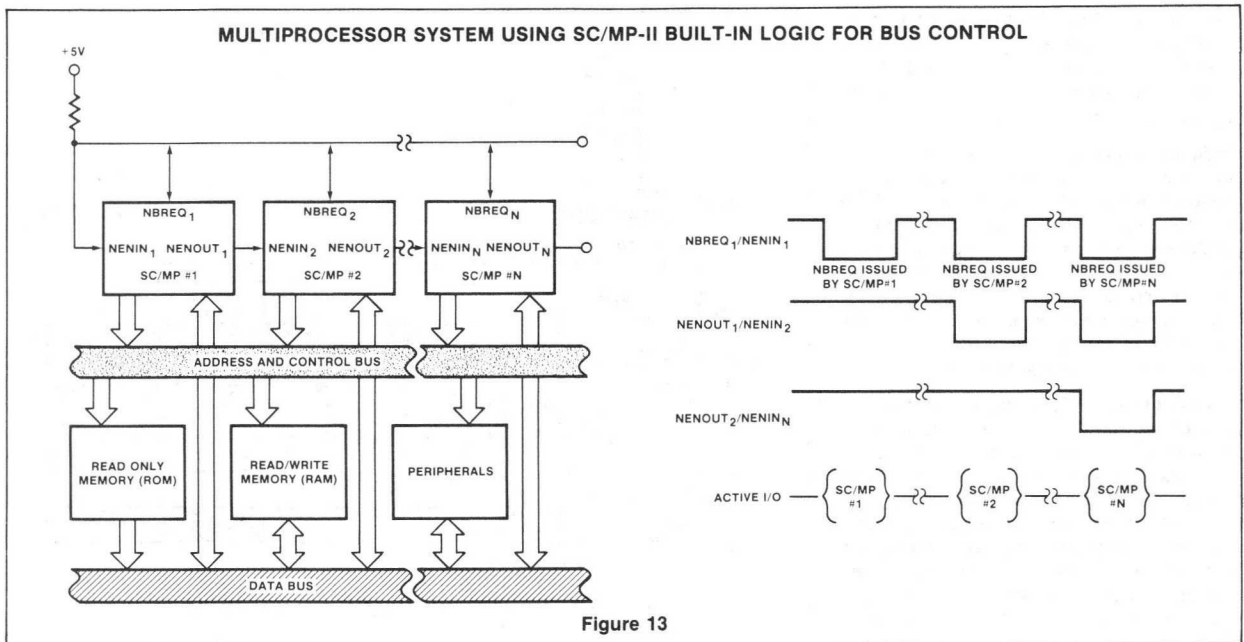 MULTIPROCESSOR SYSTEM USING SC/MP-II BUILT-IN LOGIC FOR BUS CONTROL
+5V
NBREQ1
NENIN1 NENOUT1
SC/MP #1
NBREQ2
NENIN2 NENOUT2
SC/MP #2
NBREQN
NENINN NENOUTN
SC/MP #N
ADDRESS AND CONTROL BUS
READ ONLY
MEMORY (ROM)
READ/WRITE
MEMORY (RAM)
PERIPHERALS
DATA BUS
NBREQ1/NENIN1
NBREQ ISSUED
BY SC/MP#1
NBREQ ISSUED
BY SC/MP#2
NBREQ ISSUED
BY SC/MP#N
NENOUT1/NENIN2
NENOUT2/NENINN
ACTIVE I/O
SC/MP
#1
SC/MP
#2
SC/MP
#N
Figure 13